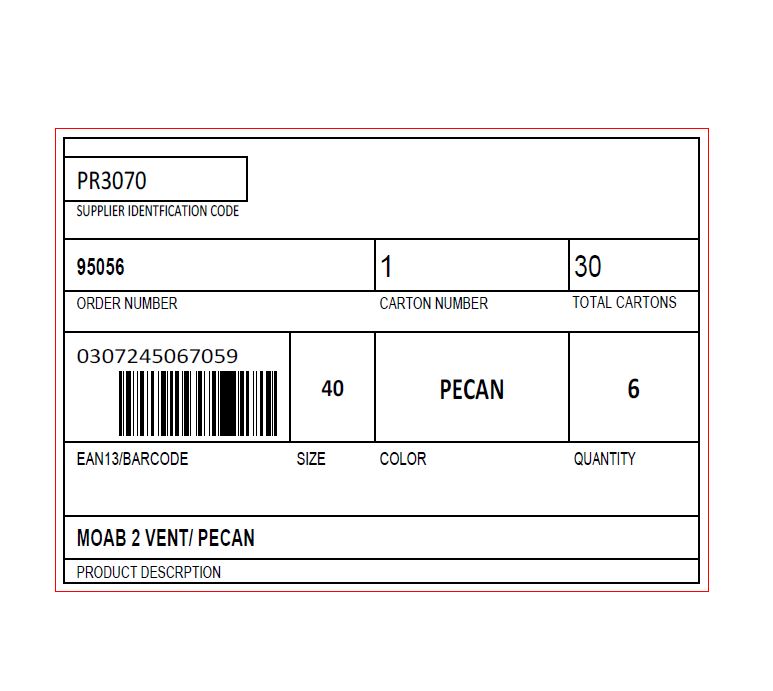 PR3070
SUPPLIER IDENTFICATION CODE
95056 1 30
ORDER NUMBER CARTON NUMBER TOTAL CARTONS
0307245067059
40 PECAN 6
EAN13/BARCODE SIZE COLOR QUANTITY
MOAB 2 VENT/ PECAN
PRODUCT DESCRPTION